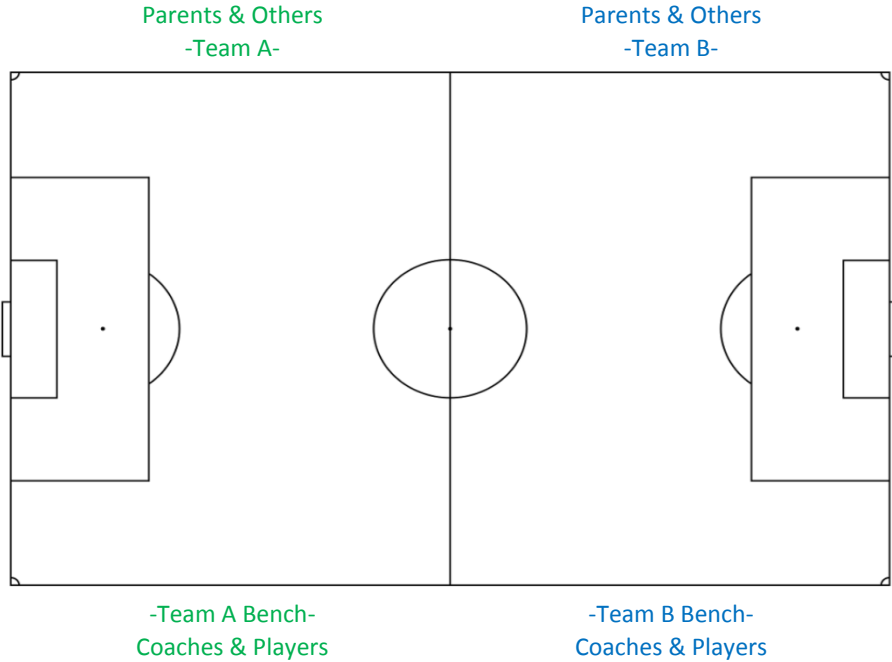 Parents & Others
-Team A-
Parents & Others
-Team B-
-Team A Bench-
Coaches & Players
-Team B Bench-
Coaches & Players